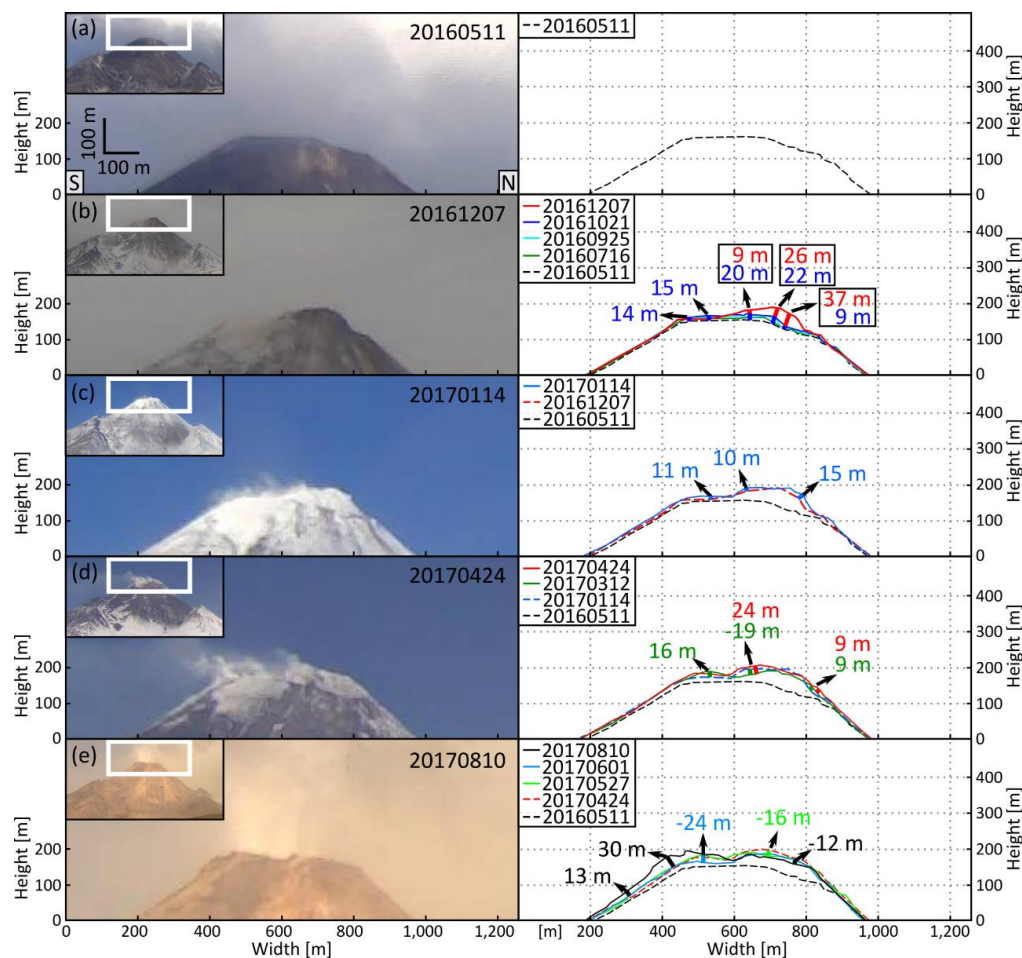 (a)
20160511
Height [m]
200
100
0
100 m
100 m
S
N
20160511
400
300
200
100
0
Height [m]
(b)
20161207
Height [m]
200
100
0
20161207
20161021
20160925
20160716
20160511
14 m
15 m
9 m
20 m
26 m
22 m
37 m
9 m
400
300
200
100
0
Height [m]
(c)
20170114
Height [m]
200
100
0
20170114
20161207
20160511
11 m
10 m
15 m
400
300
200
100
0
Height [m]
(d)
20170424
Height [m]
200
100
0
20170424
20170312
20170114
20160511
16 m
24 m
-19 m
9 m
9 m
400
300
200
100
0
Height [m]
(e)
20170810
Height [m]
200
100
0
20170810
20170601
20170527
20170424
20160511
13 m
30 m
-24 m
-16 m
-12 m
400
300
200
100
0
Height [m]
0 200 400 600 800 1,000 1,200
Width [m]
[m] 200 400 600 800 1,000 1,200
Width [m]